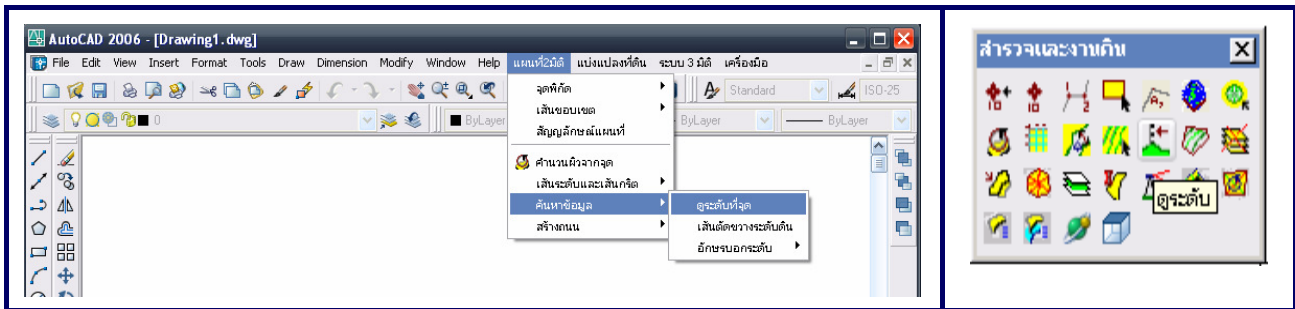 AutoCAD 2006 - [Drawing1.dwg]
File Edit View Insert Format Tools Draw Dimension Modify Window Help แผนที่2มิติ แบ่งแปลงที่ดิน ระบบ 3 มิติ เครื่องมือ
Standard ISO-25
0 ByLayer ByLayer ByLayer
จุดพิกัด
เส้นขอบเขต
สัญญลักษณ์แผนที่
คำนวนผิวจากจุด
เส้นระดับและเส้นกริด
ค้นหาข้อมูล
สร้างถนน
ดูระดับที่จุด
เส้นตัดขวางระดับดิน
อักษรบอกระดับ
สำรวจและงานดิน
ดูระดับ